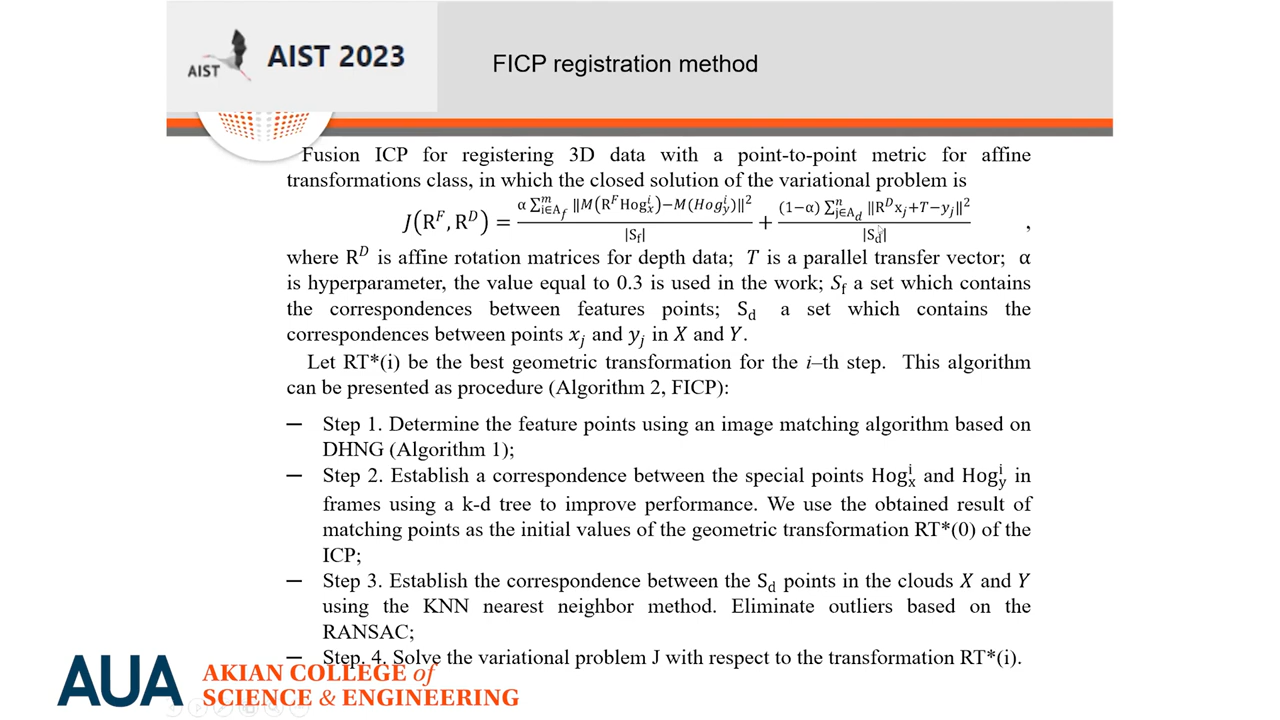 AIST
AIST 2023
FICP registration method
Fusion ICP for registering 3D data with a point-to-point metric for affine
transformations class, in which the closed solution of the variational problem is
J(Rᶠ, Rᴰ) = α ∑ᵐ_{i∈A_f} ‖M(RᶠHogₓⁱ)−M(Hog_yⁱ)‖² / |S_f| + (1−α) ∑ⁿ_{j∈A_d} ‖Rᴰx_j+T−y_j‖² / |S_d| ,
where Rᴰ is affine rotation matrices for depth data; T is a parallel transfer vector; α
is hyperparameter, the value equal to 0.3 is used in the work; S_f a set which contains
the correspondences between features points; S_d a set which contains the
correspondences between points x_j and y_j in X and Y.
Let RT*(i) be the best geometric transformation for the i–th step. This algorithm
can be presented as procedure (Algorithm 2, FICP):
– Step 1. Determine the feature points using an image matching algorithm based on
DHNG (Algorithm 1);
– Step 2. Establish a correspondence between the special points Hogₓⁱ and Hog_yⁱ in
frames using a k-d tree to improve performance. We use the obtained result of
matching points as the initial values of the geometric transformation RT*(0) of the
ICP;
– Step 3. Establish the correspondence between the S_d points in the clouds X and Y
using the KNN nearest neighbor method. Eliminate outliers based on the
RANSAC;
– Step. 4. Solve the variational problem J with respect to the transformation RT*(i).
AUA
AKIAN COLLEGE of
SCIENCE & ENGINEERING